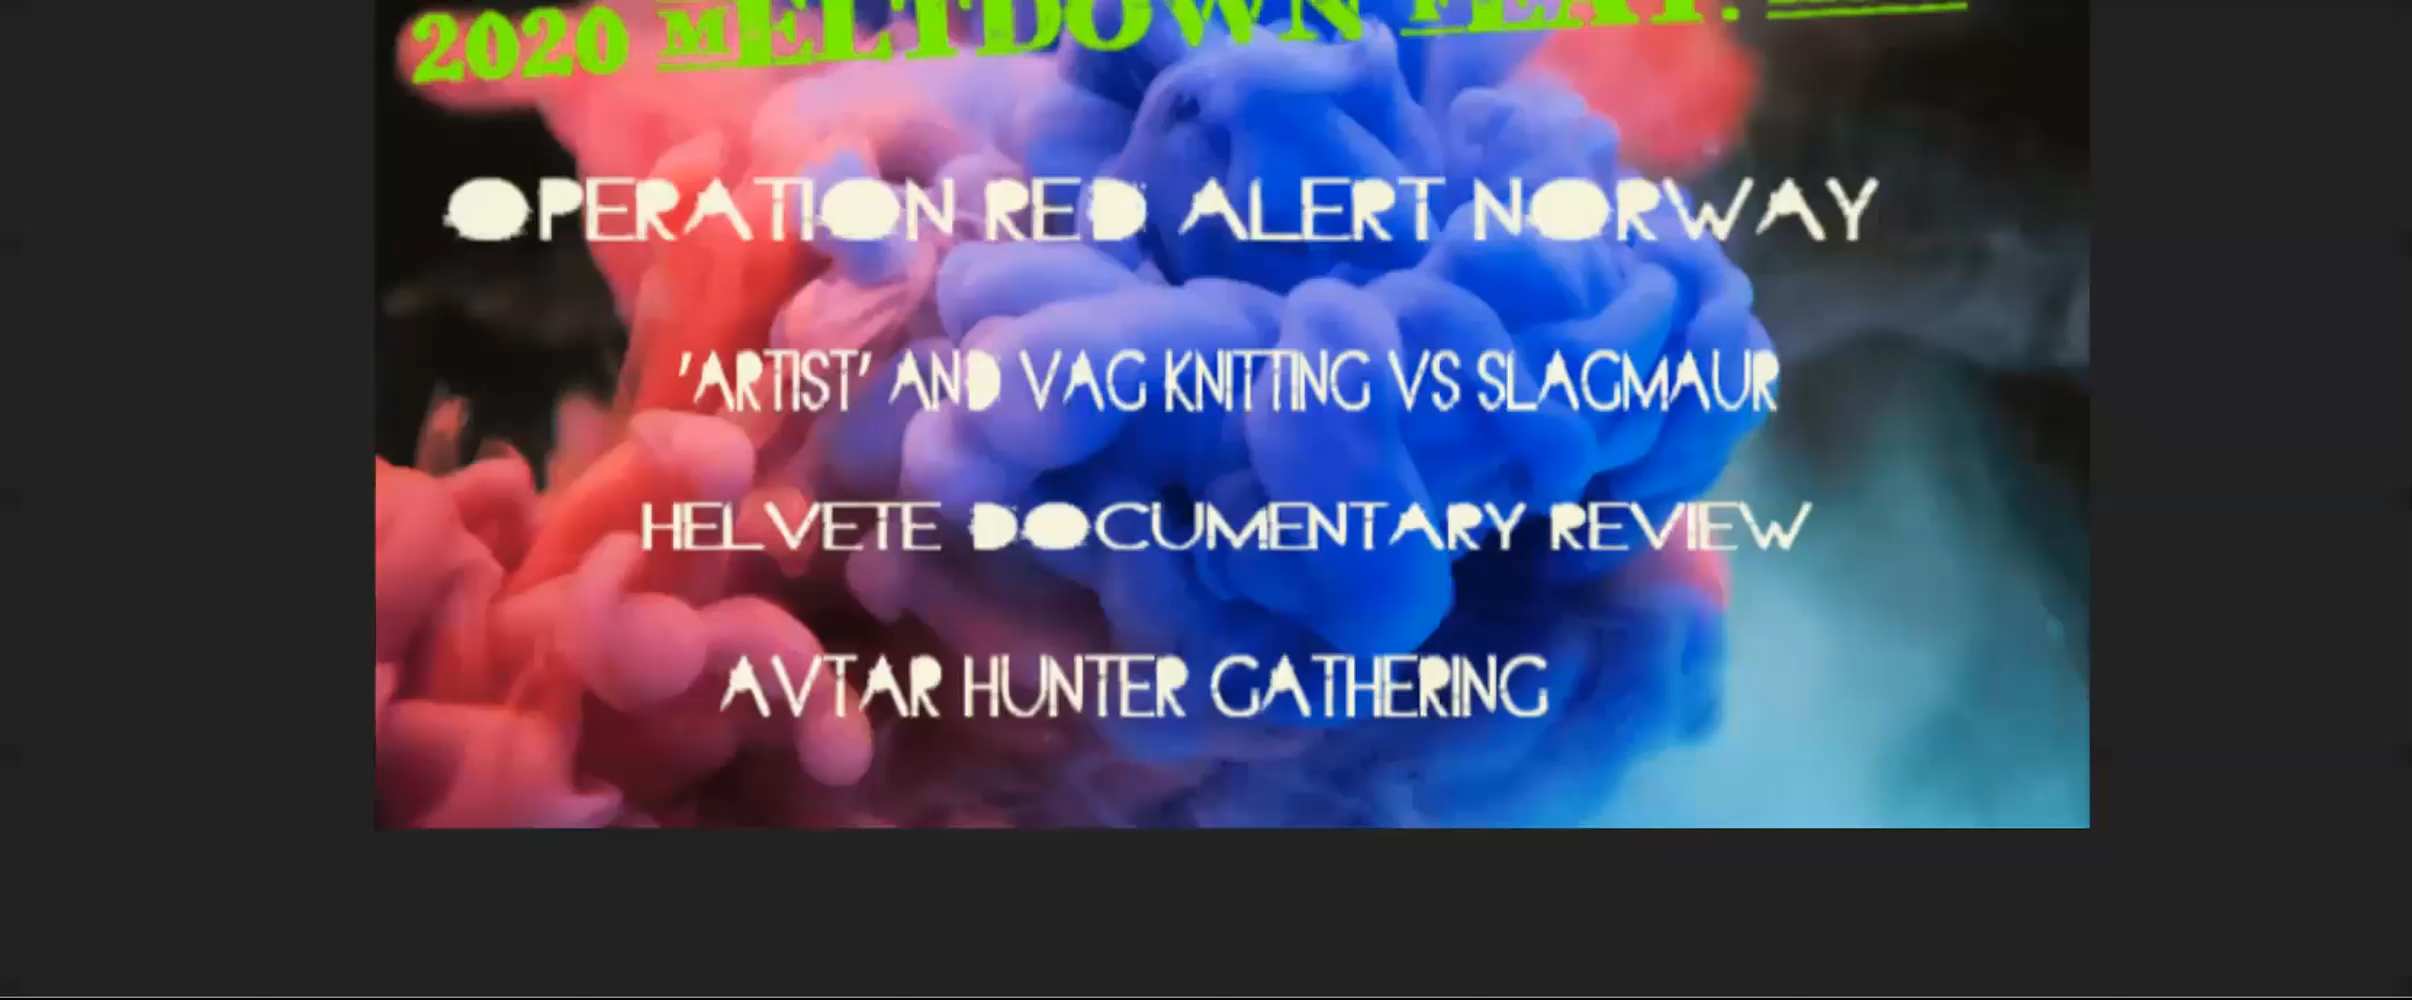 2020 MELTDOWN FEAT.
OPERATION RED ALERT NORWAY
'ARTIST' AND VAG KNITTING VS SLAGMAUR
HELVETE DOCUMENTARY REVIEW
AVTAR HUNTER GATHERING